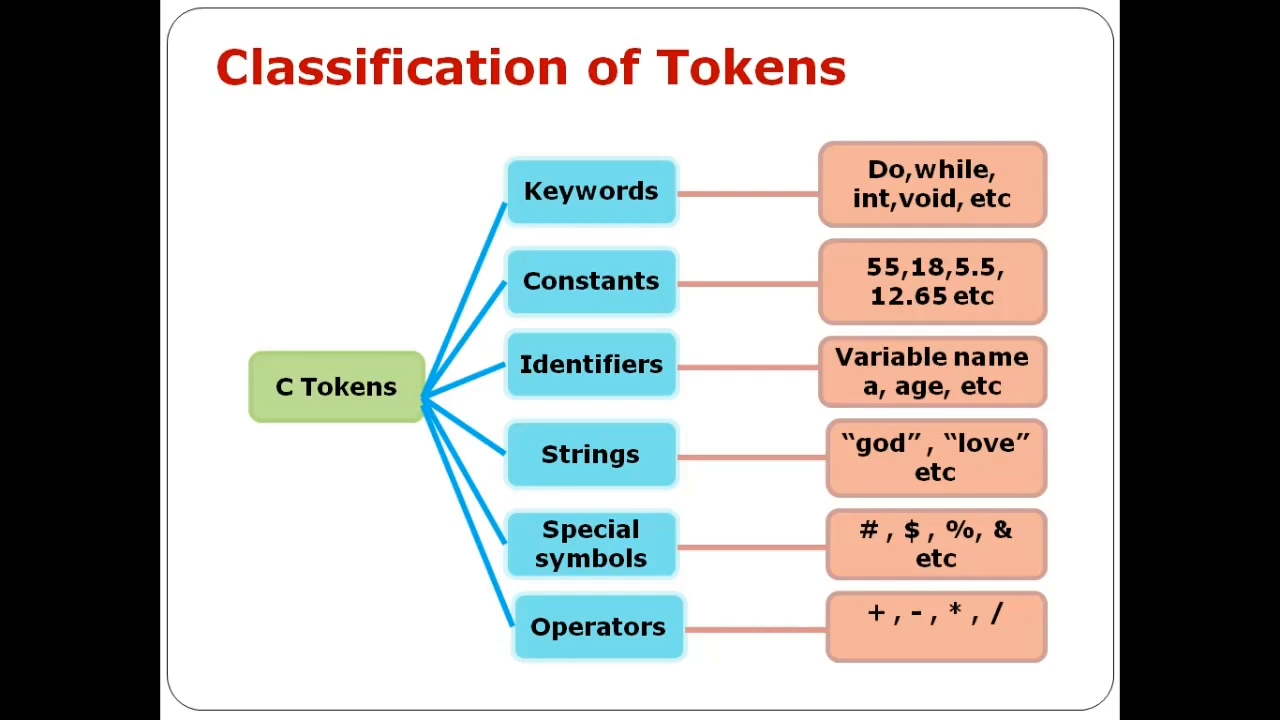 Classification of Tokens
C Tokens
Keywords
Do,while,
int,void, etc
Constants
55,18,5.5,
12.65 etc
Identifiers
Variable name
a, age, etc
Strings
“god” , “love”
etc
Special
symbols
# , $ , %, &
etc
Operators
+ , - , * , /